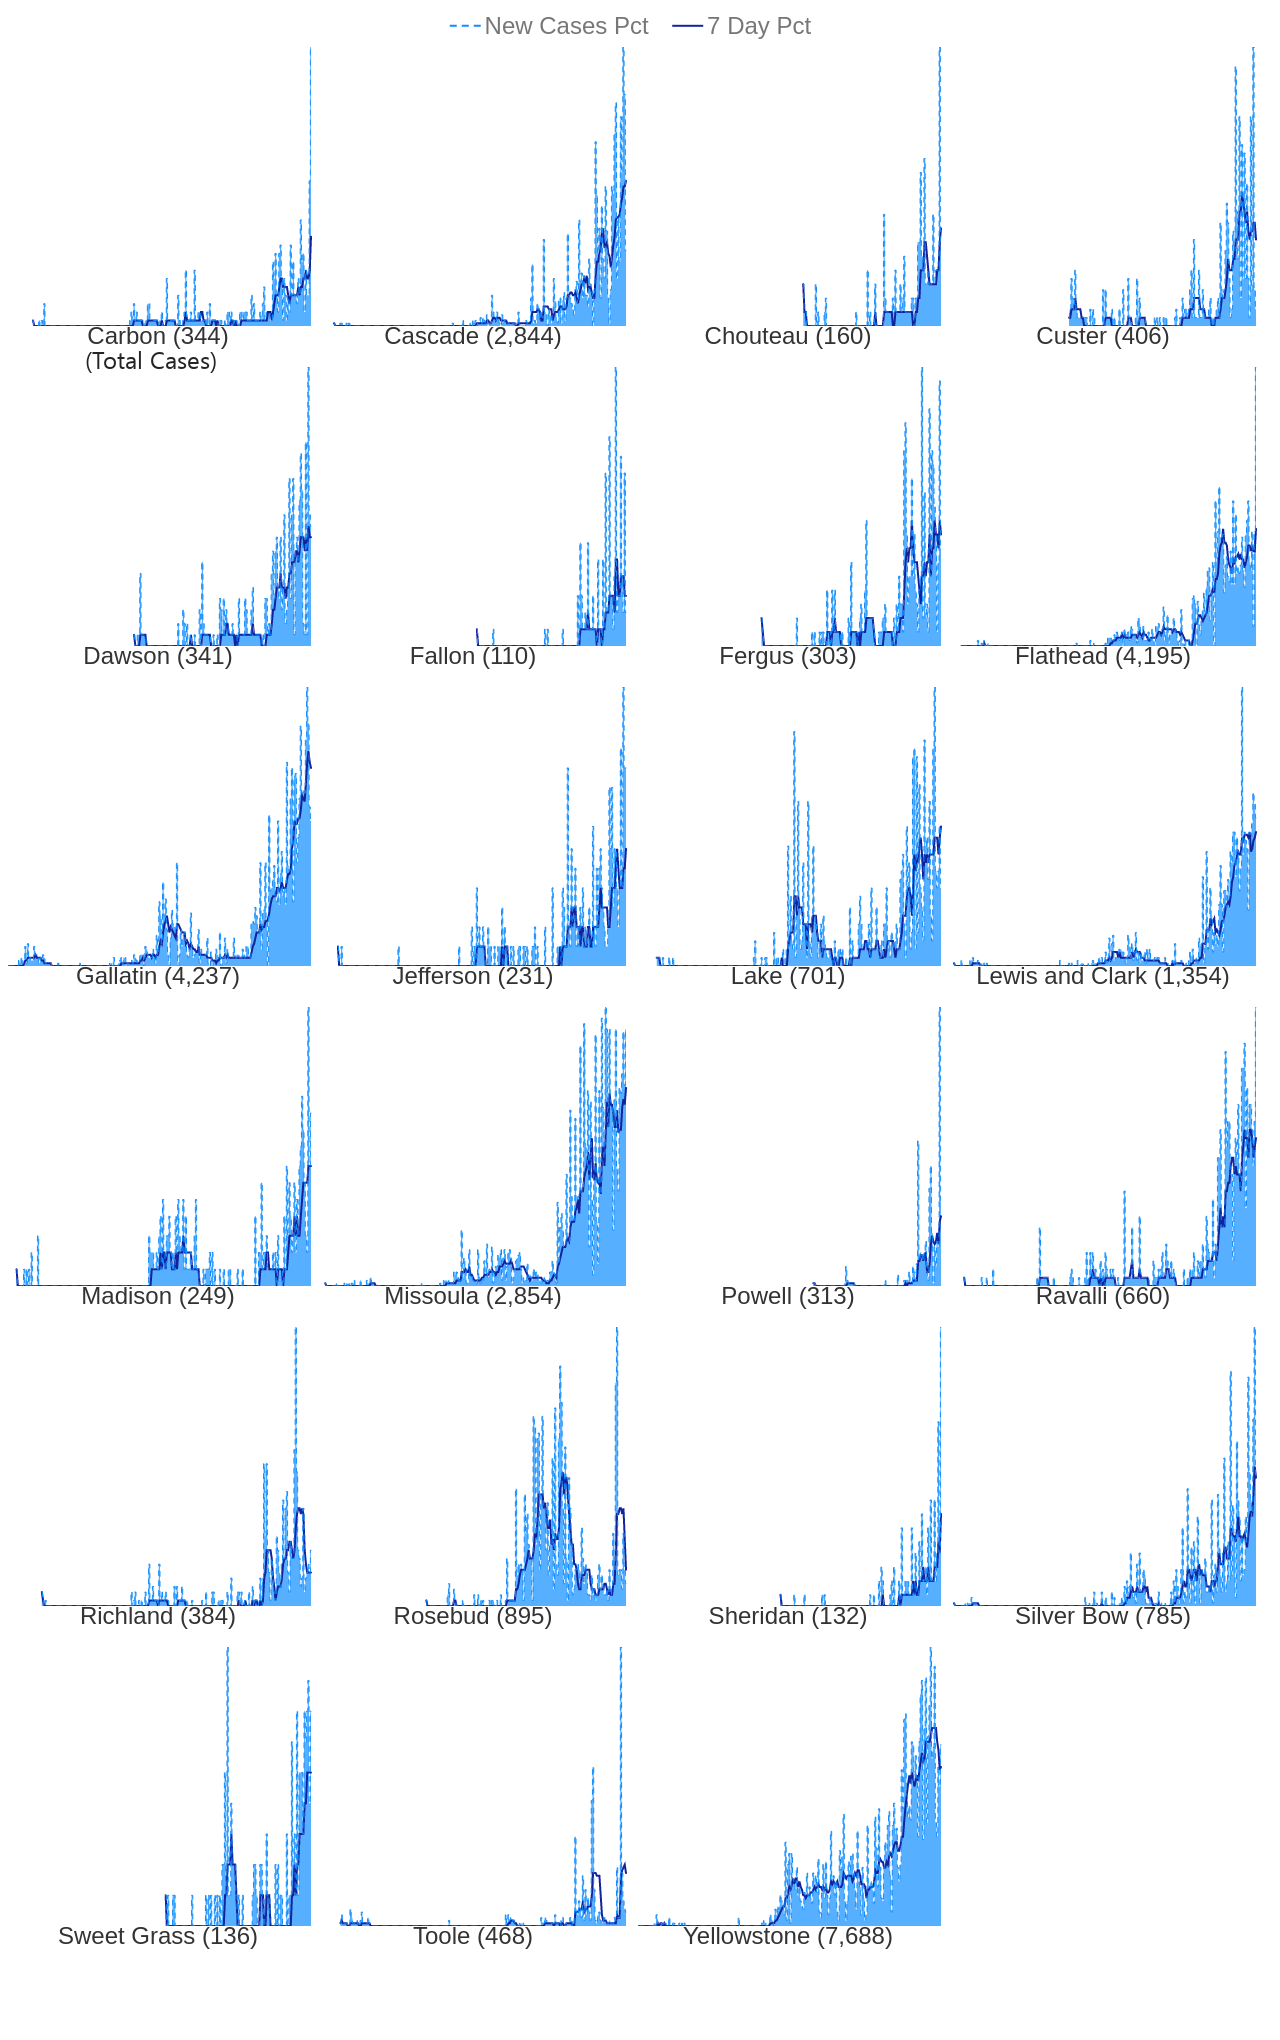 New Cases Pct 7 Day Pct
Carbon (344) Cascade (2,844) Chouteau (160) Custer (406)
(Total Cases)
Dawson (341) Fallon (110) Fergus (303) Flathead (4,195)
Gallatin (4,237) Jefferson (231) Lake (701) Lewis and Clark (1,354)
Madison (249) Missoula (2,854) Powell (313) Ravalli (660)
Richland (384) Rosebud (895) Sheridan (132) Silver Bow (785)
Sweet Grass (136) Toole (468) Yellowstone (7,688)